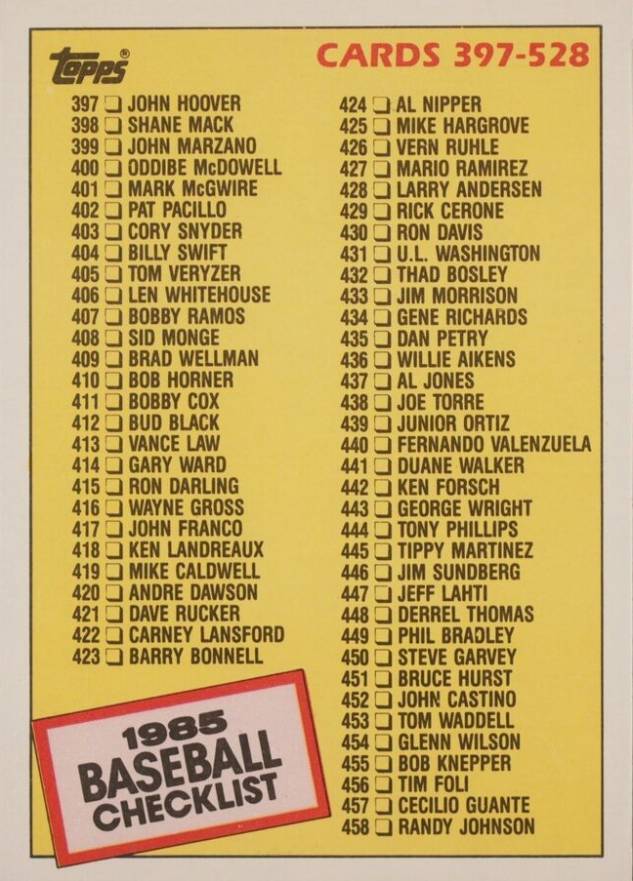 Topps®
CARDS 397-528
397 JOHN HOOVER
398 SHANE MACK
399 JOHN MARZANO
400 ODDIBE McDOWELL
401 MARK McGWIRE
402 PAT PACILLO
403 CORY SNYDER
404 BILLY SWIFT
405 TOM VERYZER
406 LEN WHITEHOUSE
407 BOBBY RAMOS
408 SID MONGE
409 BRAD WELLMAN
410 BOB HORNER
411 BOBBY COX
412 BUD BLACK
413 VANCE LAW
414 GARY WARD
415 RON DARLING
416 WAYNE GROSS
417 JOHN FRANCO
418 KEN LANDREAUX
419 MIKE CALDWELL
420 ANDRE DAWSON
421 DAVE RUCKER
422 CARNEY LANSFORD
423 BARRY BONNELL
424 AL NIPPER
425 MIKE HARGROVE
426 VERN RUHLE
427 MARIO RAMIREZ
428 LARRY ANDERSEN
429 RICK CERONE
430 RON DAVIS
431 U.L. WASHINGTON
432 THAD BOSLEY
433 JIM MORRISON
434 GENE RICHARDS
435 DAN PETRY
436 WILLIE AIKENS
437 AL JONES
438 JOE TORRE
439 JUNIOR ORTIZ
440 FERNANDO VALENZUELA
441 DUANE WALKER
442 KEN FORSCH
443 GEORGE WRIGHT
444 TONY PHILLIPS
445 TIPPY MARTINEZ
446 JIM SUNDBERG
447 JEFF LAHTI
448 DERREL THOMAS
449 PHIL BRADLEY
450 STEVE GARVEY
451 BRUCE HURST
452 JOHN CASTINO
453 TOM WADDELL
454 GLENN WILSON
455 BOB KNEPPER
456 TIM FOLI
457 CECILIO GUANTE
458 RANDY JOHNSON
1985
BASEBALL
CHECKLIST